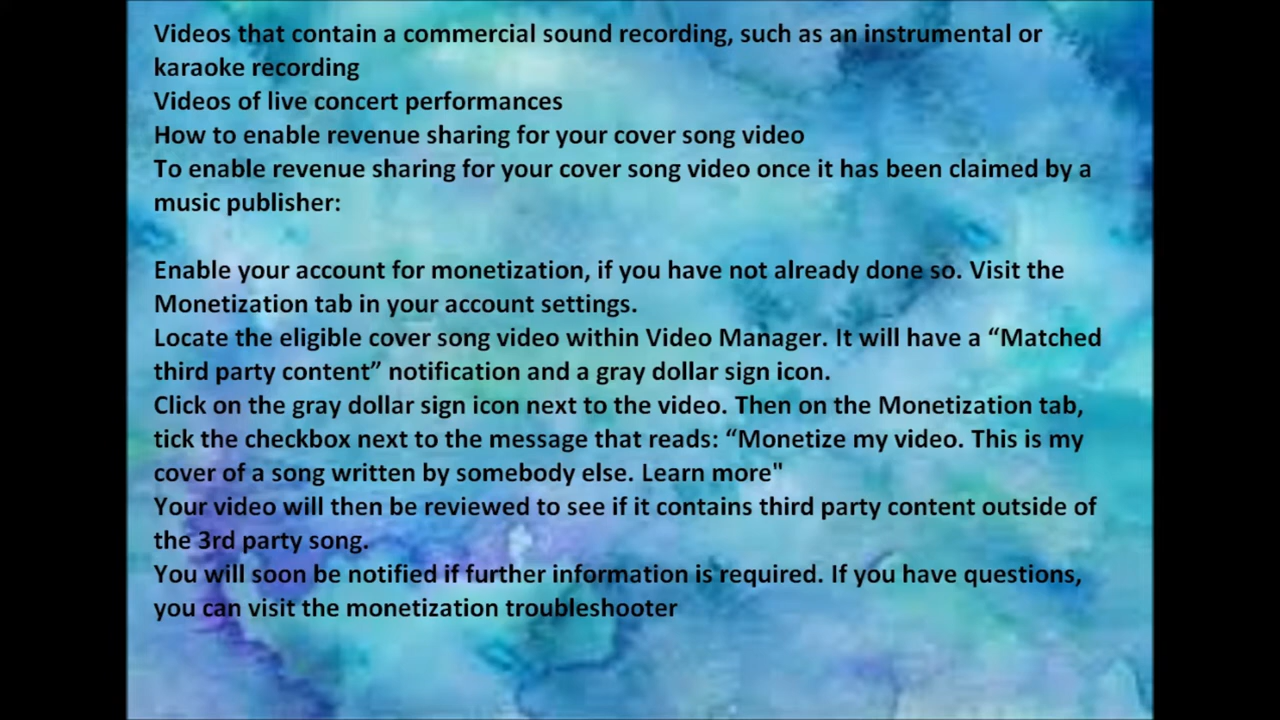 Videos that contain a commercial sound recording, such as an instrumental or
karaoke recording
Videos of live concert performances
How to enable revenue sharing for your cover song video
To enable revenue sharing for your cover song video once it has been claimed by a
music publisher:
Enable your account for monetization, if you have not already done so. Visit the
Monetization tab in your account settings.
Locate the eligible cover song video within Video Manager. It will have a “Matched
third party content” notification and a gray dollar sign icon.
Click on the gray dollar sign icon next to the video. Then on the Monetization tab,
tick the checkbox next to the message that reads: “Monetize my video. This is my
cover of a song written by somebody else. Learn more"
Your video will then be reviewed to see if it contains third party content outside of
the 3rd party song.
You will soon be notified if further information is required. If you have questions,
you can visit the monetization troubleshooter